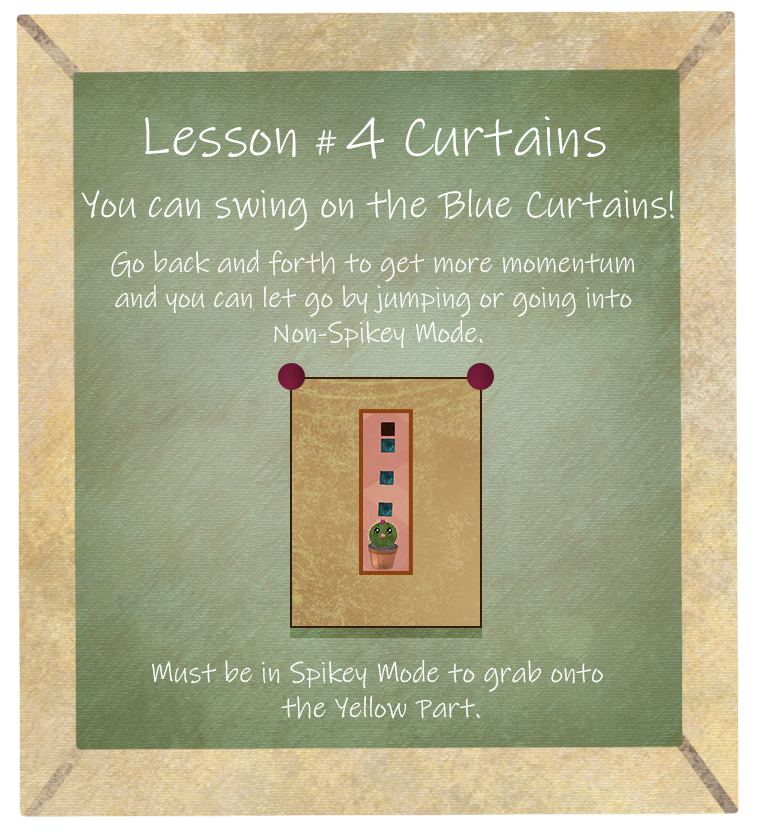 Lesson #4 Curtains
You can swing on the Blue Curtains!
Go back and forth to get more momentum
and you can let go by jumping or going into
Non-Spikey Mode.
Must be in Spikey Mode to grab onto
the Yellow Part.